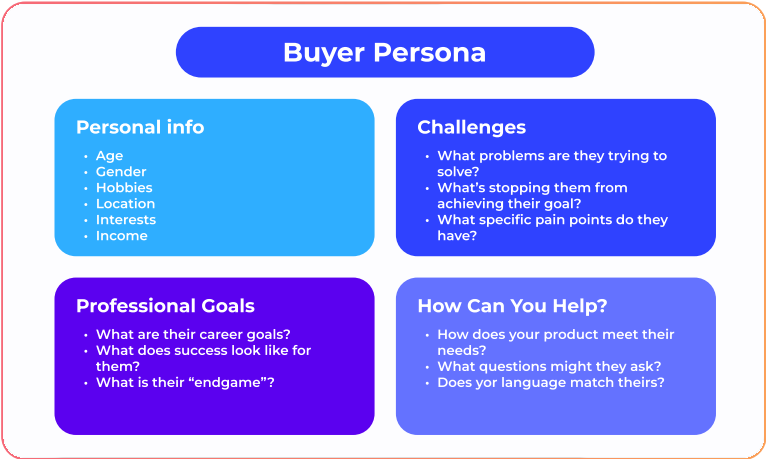 Buyer Persona
Personal info
• Age
• Gender
• Hobbies
• Location
• Interests
• Income
Challenges
• What problems are they trying to
solve?
• What’s stopping them from
achieving their goal?
• What specific pain points do they
have?
Professional Goals
• What are their career goals?
• What does success look like for
them?
• What is their “endgame”?
How Can You Help?
• How does your product meet their
needs?
• What questions might they ask?
• Does yor language match theirs?